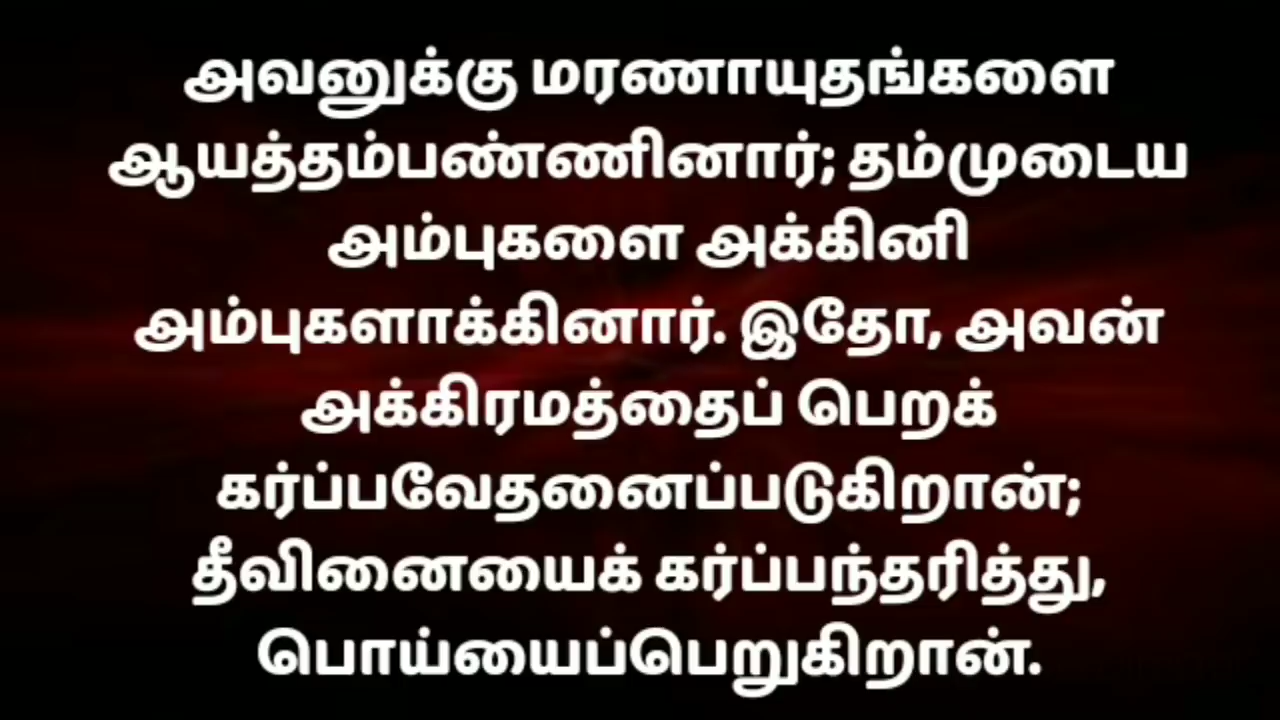 அவனுக்கு மரணாயுதங்களை
ஆயத்தம்பண்ணினார்; தம்முடைய
அம்புகளை அக்கினி
அம்புகளாக்கினார். இதோ, அவன்
அக்கிரமத்தைப் பெறக்
கர்ப்பவேதனைப்படுகிறான்;
தீவினையைக் கர்ப்பந்தரித்து,
பொய்யைப்பெறுகிறான்.